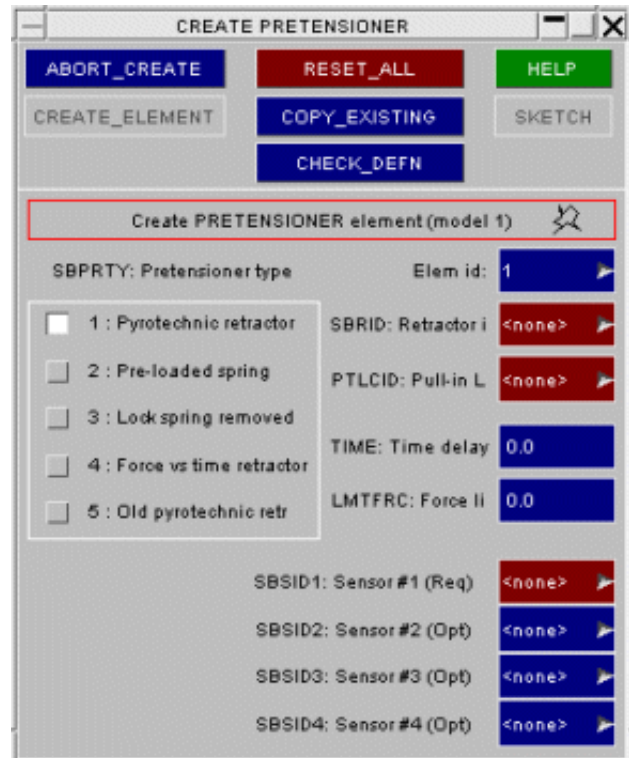 CREATE PRETENSIONER
ABORT_CREATE RESET_ALL HELP
CREATE_ELEMENT COPY_EXISTING SKETCH
CHECK_DEFN
Create PRETENSIONER element (model 1)
SBPRTY: Pretensioner type Elem id: 1
1 : Pyrotechnic retractor SBRID: Retractor i <none>
2 : Pre-loaded spring PTLCID: Pull-in L <none>
3 : Lock spring removed
TIME: Time delay 0.0
4 : Force vs time retractor
5 : Old pyrotechnic retr LMTFRC: Force li 0.0
SBSID1: Sensor #1 (Req) <none>
SBSID2: Sensor #2 (Opt) <none>
SBSID3: Sensor #3 (Opt) <none>
SBSID4: Sensor #4 (Opt) <none>